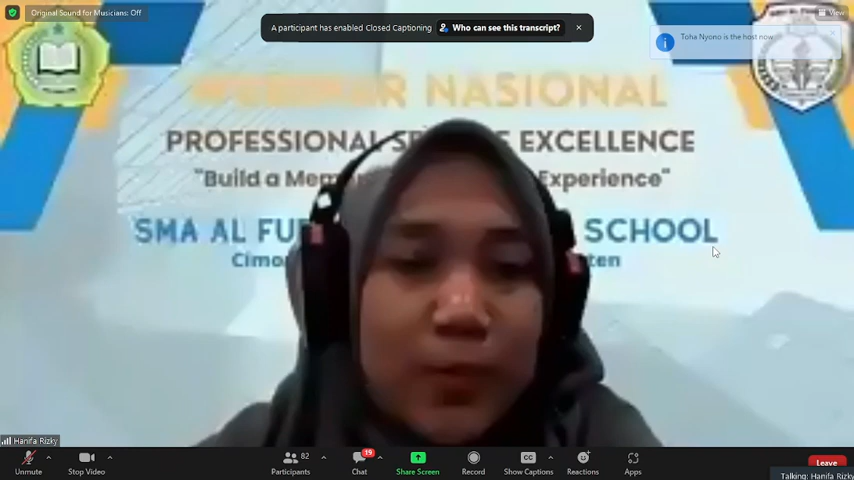 Original Sound for Musicians: Off
A participant has enabled Closed Captioning
Who can see this transcript?
View
Toha Nyono is the host now.
NASIONAL
PROFESSIONAL EXCELLENCE
"Build a Experience"
SMA AL SCHOOL
Hanifa Rizky
Unmute
Stop Video
82
Participants
19
Chat
Share Screen
Record
CC
Show Captions
Reactions
Apps
Leave
Talking: Hanifa Rizky